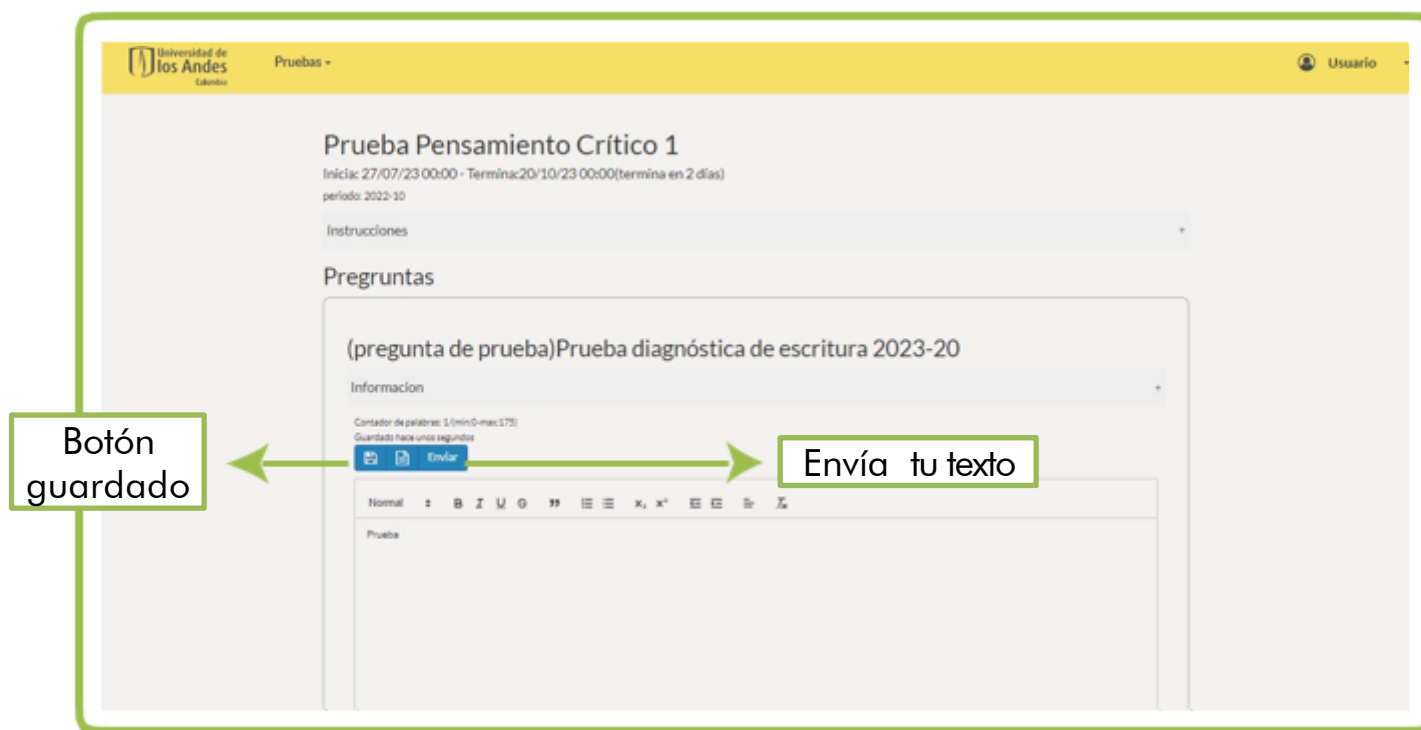 Universidad de
los Andes
Colombia
Pruebas
Usuario
Prueba Pensamiento Crítico 1
Inicia: 27/07/23 00:00 - Termina:20/10/23 00:00(termina en 2 días)
periodo: 2022-10
Instrucciones +
Pregruntas
(pregunta de prueba)Prueba diagnóstica de escritura 2023-20
Informacion +
Contador de palabras: 1/(min:0-max:175)
Guardado hace unos segundos
Enviar
Botón
guardado
Envía tu texto
Normal B I U G
Prueba